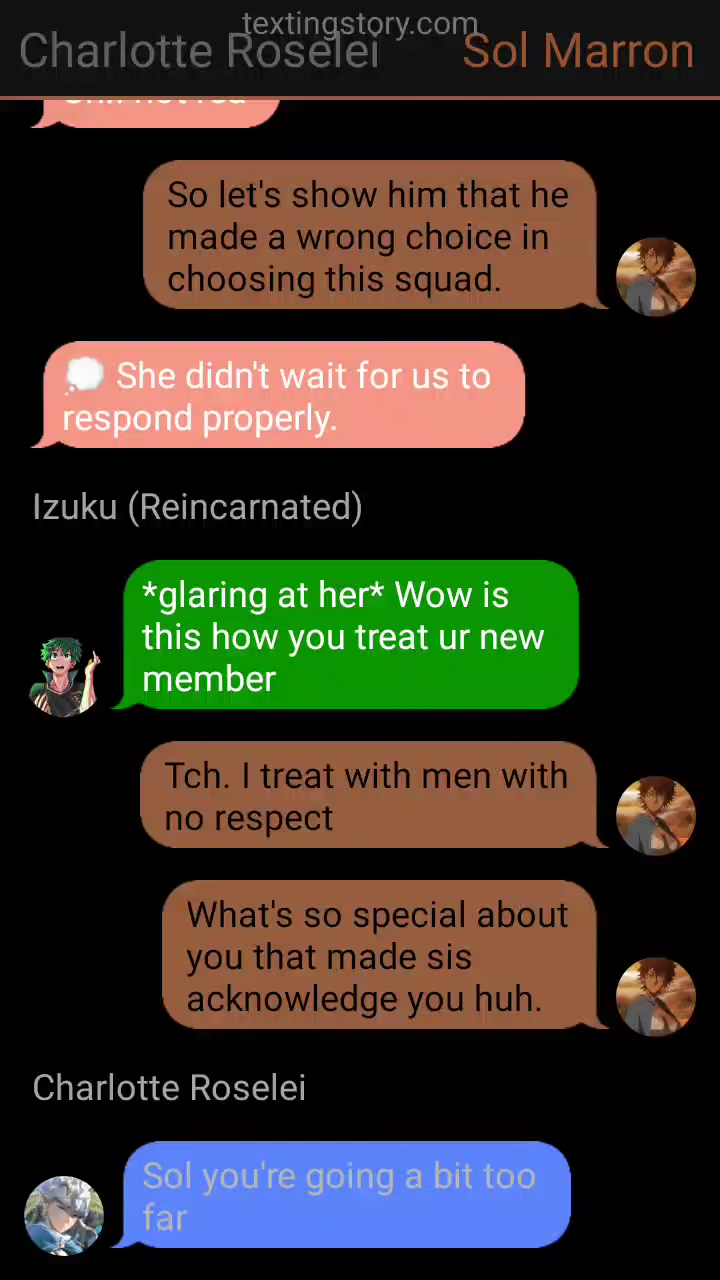 textingstory.com
Charlotte Roselei
Sol Marron
So let's show him that he
made a wrong choice in
choosing this squad.
💭 She didn't wait for us to
respond properly.
Izuku (Reincarnated)
*glaring at her* Wow is
this how you treat ur new
member
Tch. I treat with men with
no respect
What's so special about
you that made sis
acknowledge you huh.
Charlotte Roselei
Sol you're going a bit too
far